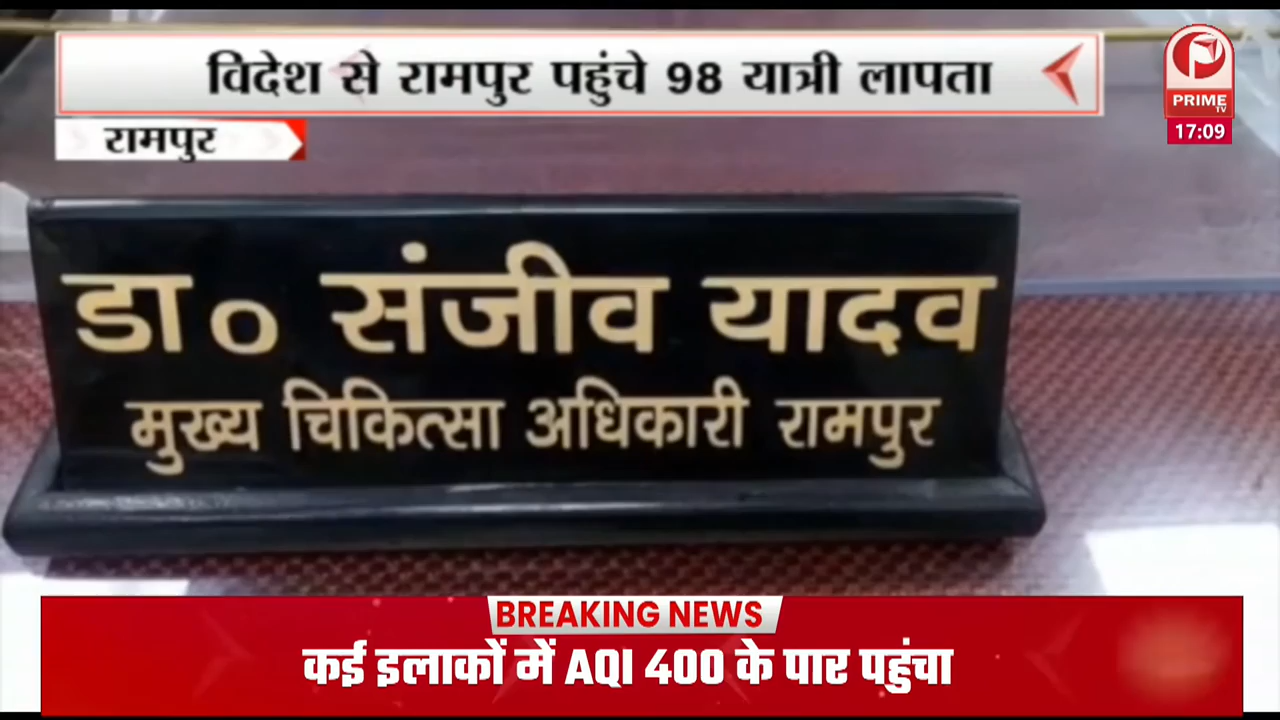 विदेश से रामपुर पहुंचे 98 यात्री लापता
रामपुर
PRIME
TV
17:09
डा० संजीव यादव
मुख्य चिकित्सा अधिकारी रामपुर
BREAKING NEWS
कई इलाकों में AQI 400 के पार पहुंचा